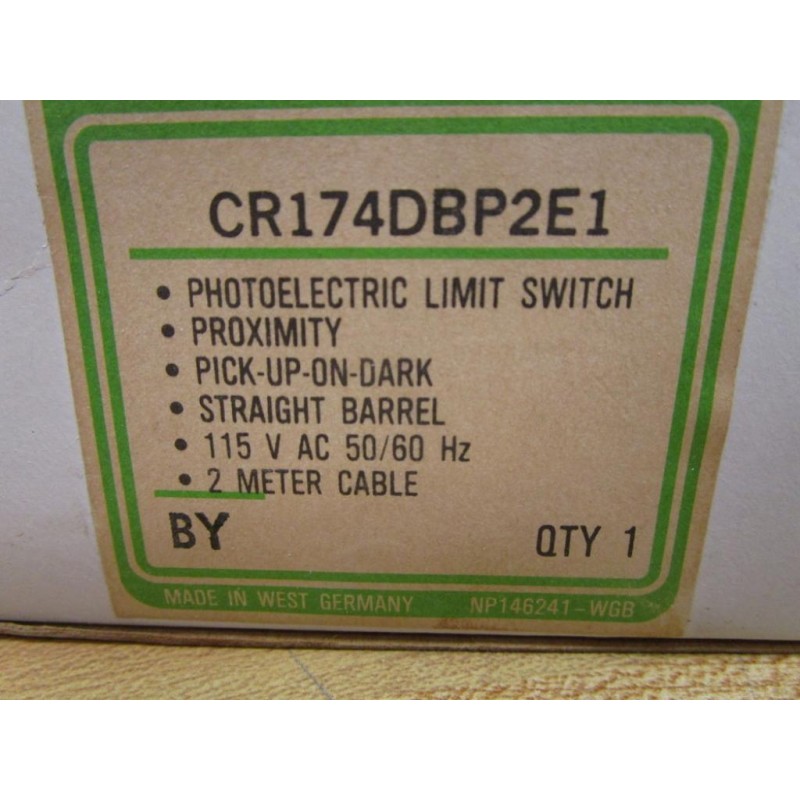 CR174DBP2E1
• PHOTOELECTRIC LIMIT SWITCH
• PROXIMITY
• PICK-UP-ON-DARK
• STRAIGHT BARREL
• 115 V AC 50/60 Hz
• 2 METER CABLE
BY QTY 1
MADE IN WEST GERMANY NP146241-WGB